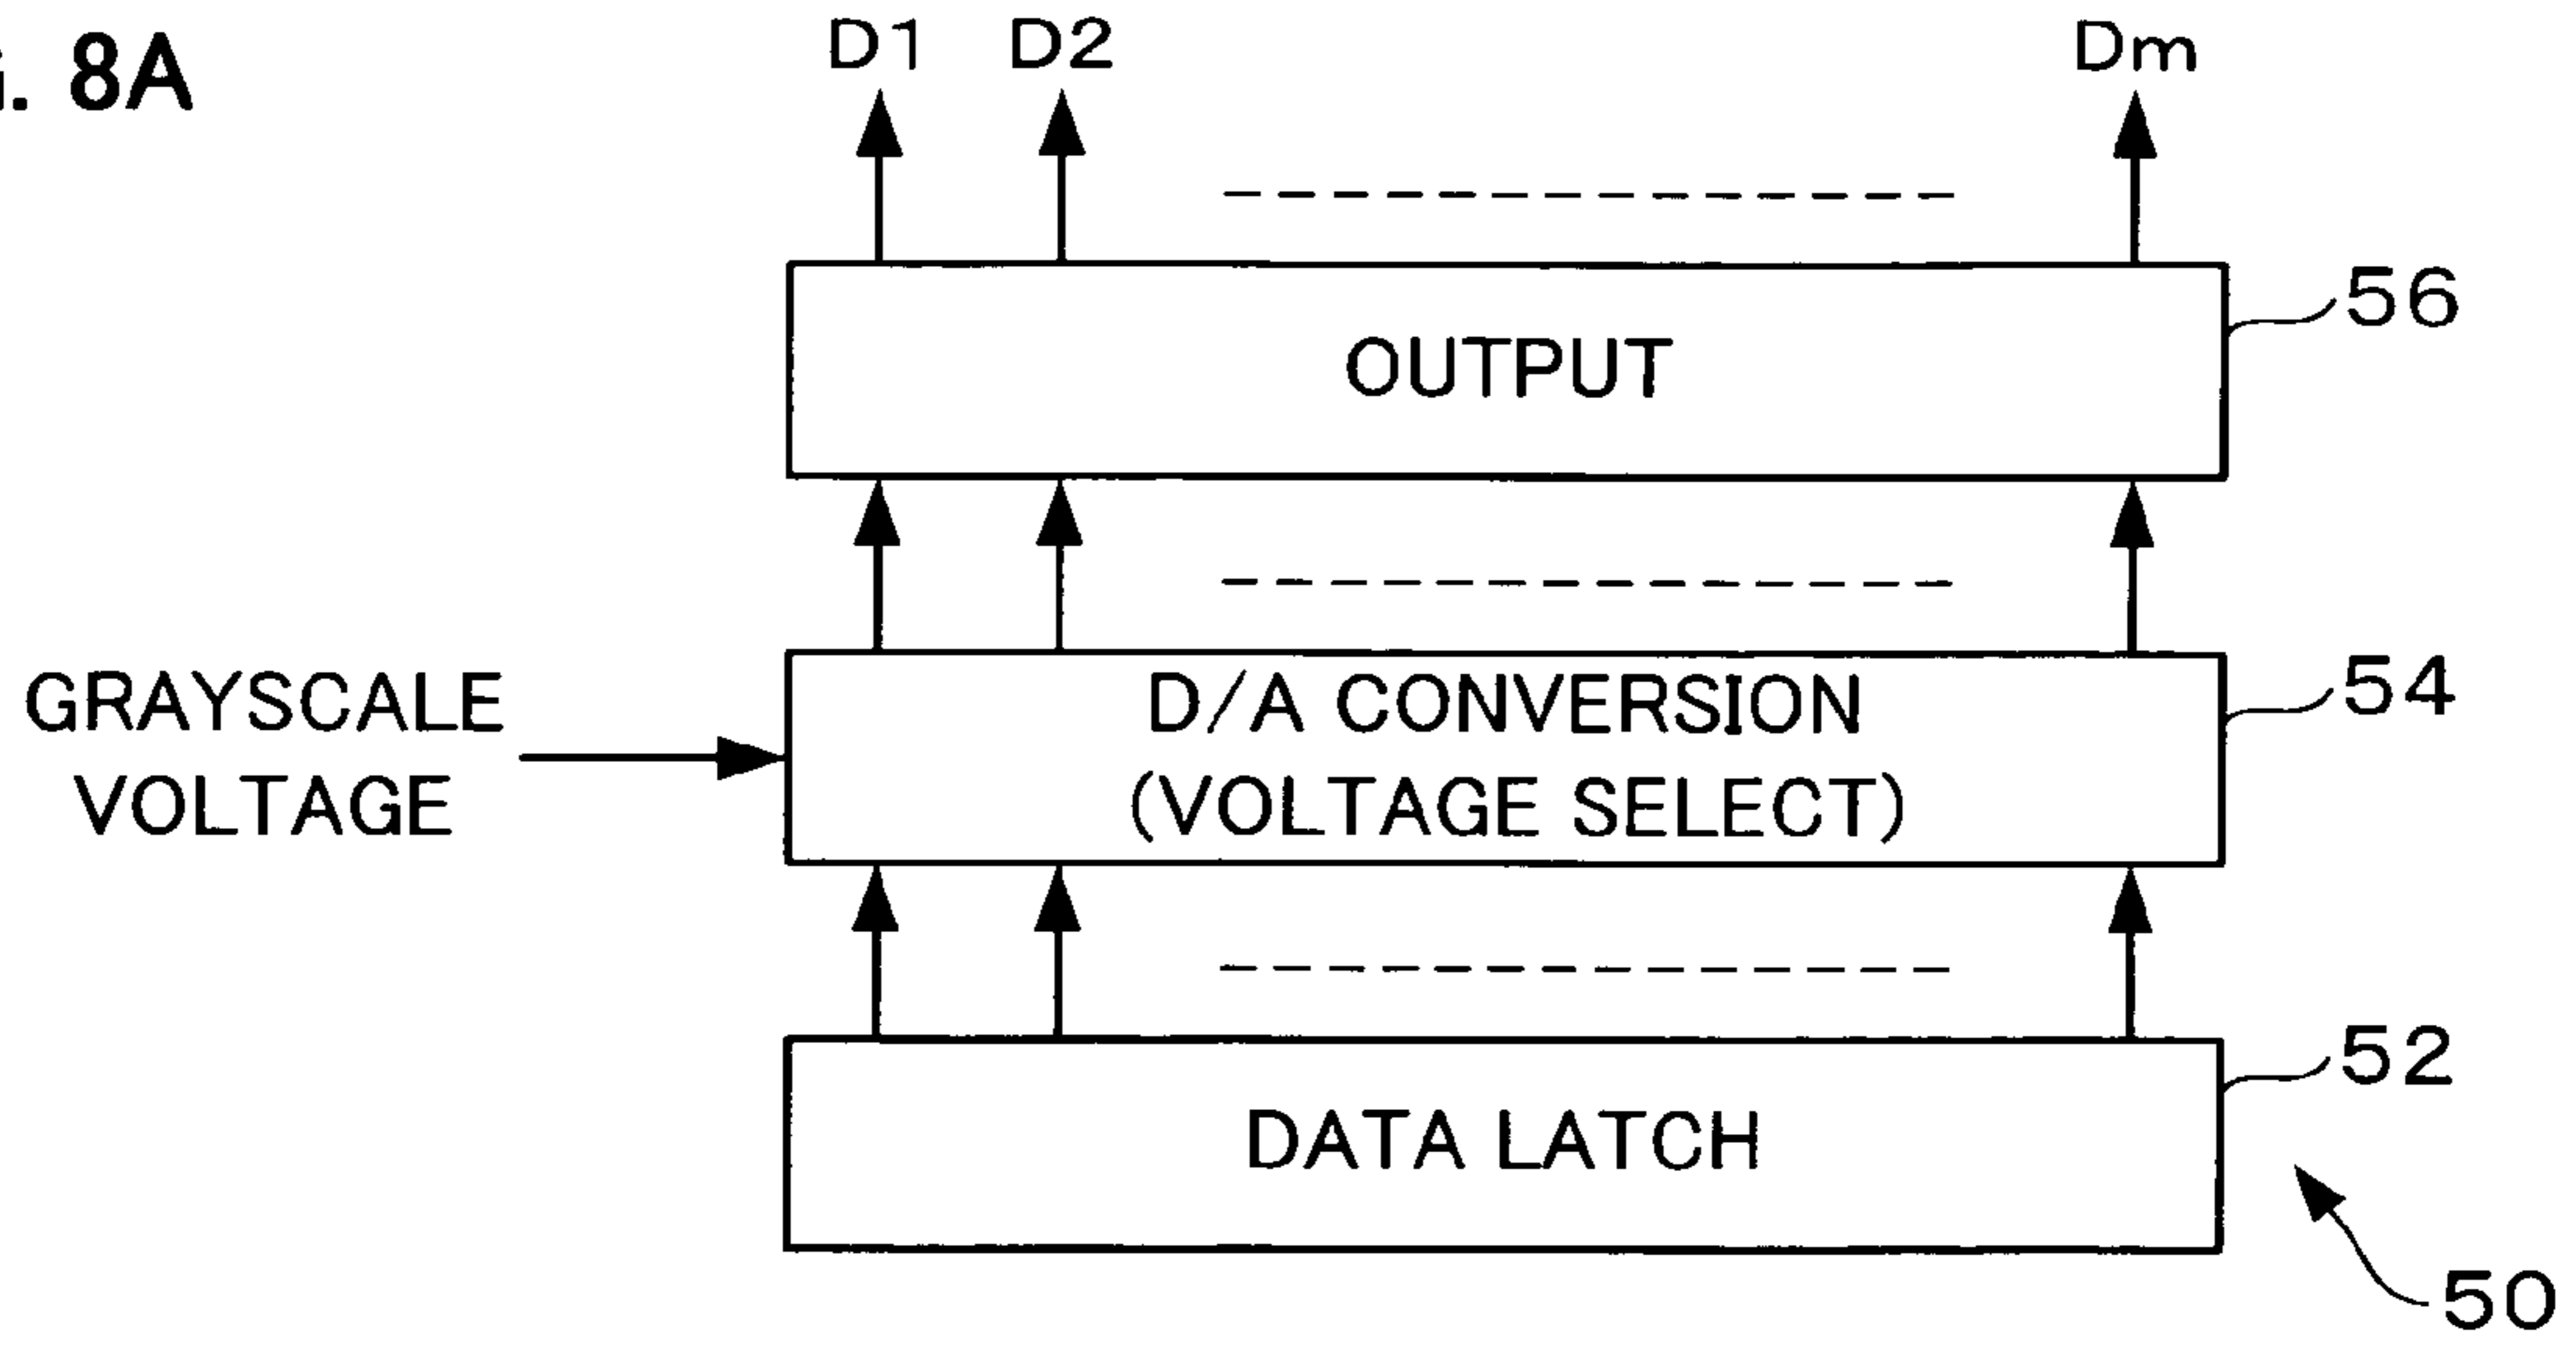 8A
D1 D2 Dm
56
OUTPUT
54
GRAYSCALE
VOLTAGE
D/A CONVERSION
(VOLTAGE SELECT)
52
DATA LATCH
50